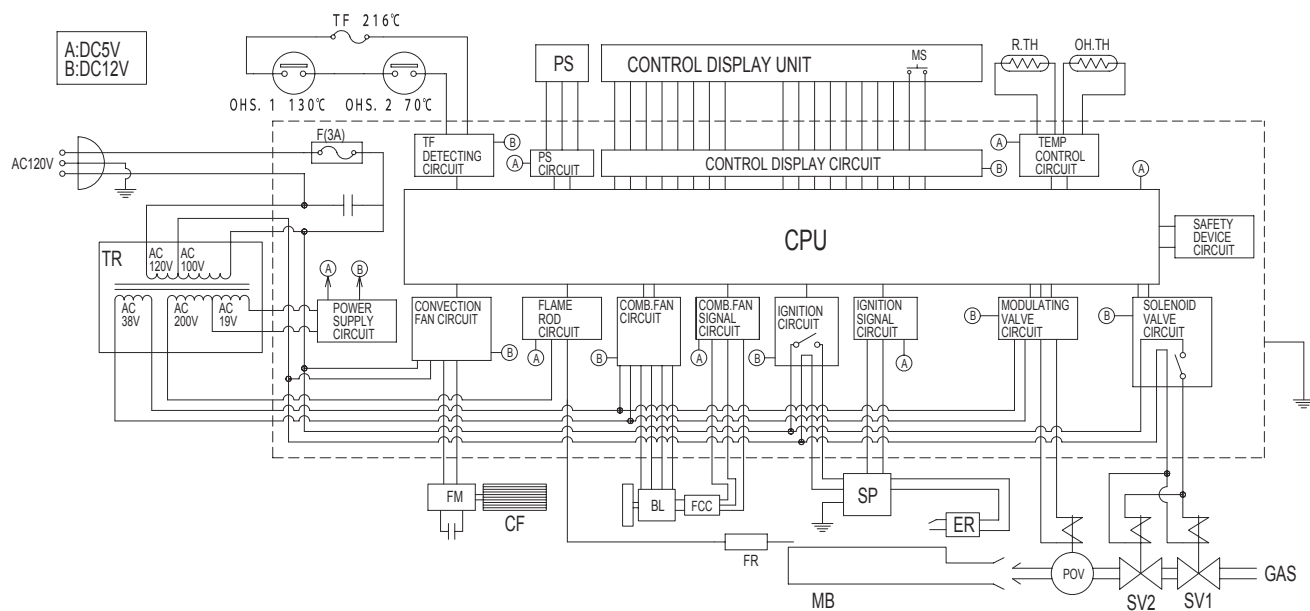 TF 216℃
A:DC5V
B:DC12V
OHS. 1 130℃
OHS. 2 70℃
PS
CONTROL DISPLAY UNIT
MS
R.TH
OH.TH
F(3A)
AC120V
TF
DETECTING
CIRCUIT
B
A
PS
CIRCUIT
CONTROL DISPLAY CIRCUIT
B
A
TEMP
CONTROL
CIRCUIT
A
CPU
SAFETY
DEVICE
CIRCUIT
TR
AC
120V
AC
100V
AC
38V
AC
200V
AC
19V
A
B
POWER
SUPPLY
CIRCUIT
CONVECTION
FAN CIRCUIT
B
FLAME
ROD
CIRCUIT
A
COMB.FAN
CIRCUIT
B
COMB.FAN
SIGNAL
CIRCUIT
A
IGNITION
CIRCUIT
B
IGNITION
SIGNAL
CIRCUIT
A
MODULATING
VALVE
CIRCUIT
B
SOLENOID
VALVE
CIRCUIT
B
FM
CF
BL
FCC
SP
ER
FR
MB
POV
SV2
SV1
GAS